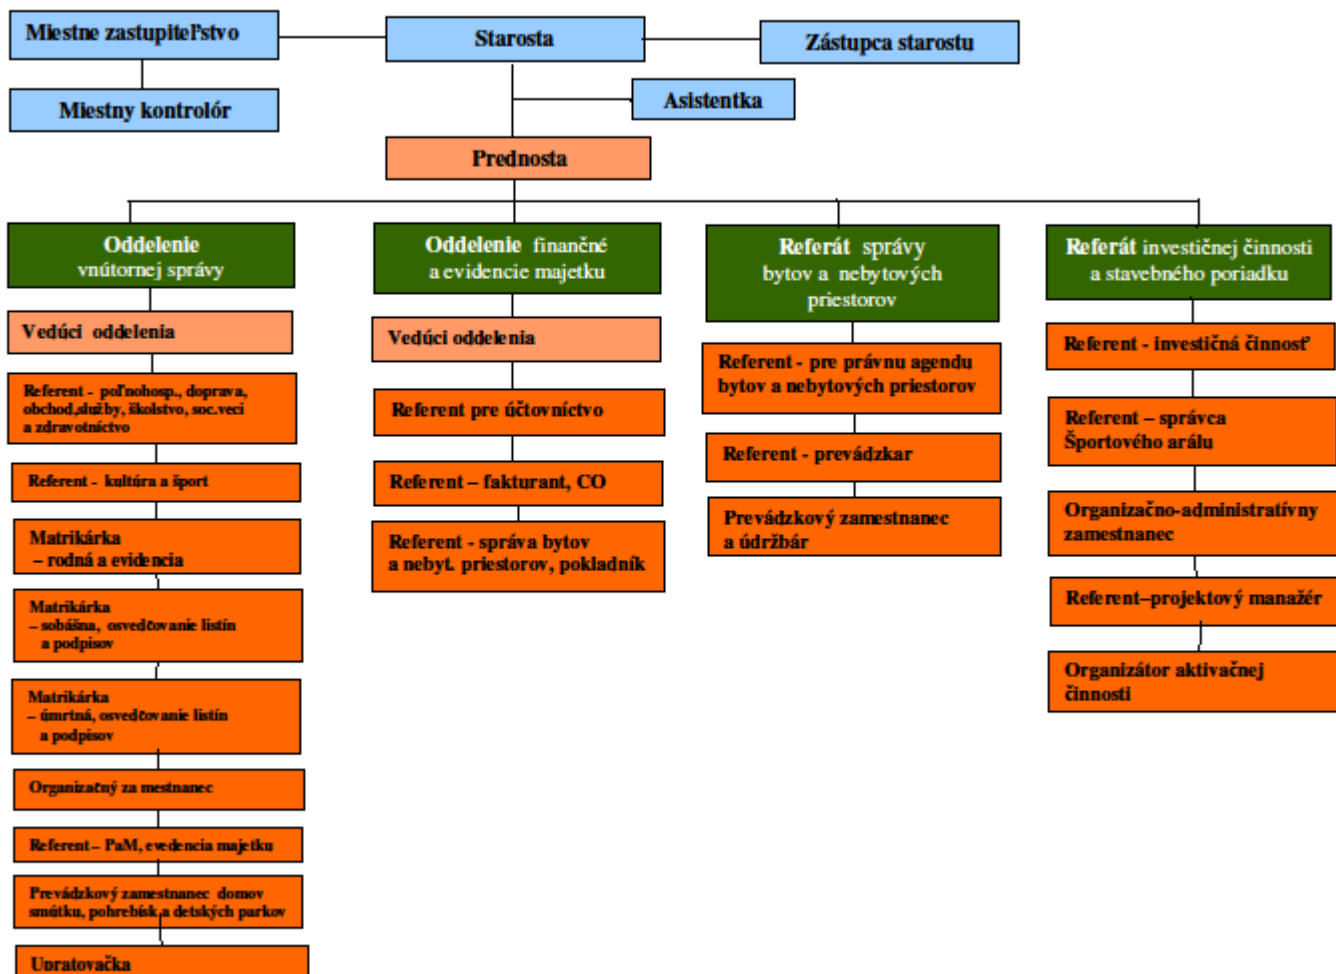 Miestne zastupiteľstvo
Starosta
Zástupca starostu
Miestny kontrolór
Asistentka
Prednosta
Oddelenie
vnútornej správy
Vedúci oddelenia
Referent - poľnohosp., doprava,
obchod,služby, školstvo, soc.veci
a zdravotníctvo
Referent - kultúra a šport
Matrikárka
– rodná a evidencia
Matrikárka
– sobášna, osvedčovanie listín
a podpisov
Matrikárka
– úmrtná, osvedčovanie listín
a podpisov
Organizačný za mestnanec
Referent – PaM, evedencia majetku
Prevádzkový zamestnanec domov
smútku, pohrebísk a detských parkov
Upratovačka
Oddelenie finančné
a evidencie majetku
Vedúci oddelenia
Referent pre účtovníctvo
Referent – fakturant, CO
Referent - správa bytov
a nebyt. priestorov, pokladník
Referát správy
bytov a nebytových
priestorov
Referent - pre právnu agendu
bytov a nebytových priestorov
Referent - prevádzkar
Prevádzkový zamestnanec
a údržbár
Referát investičnej činnosti
a stavebného poriadku
Referent - investičná činnosť
Referent – správca
Športového arálu
Organizačno-administratívny
zamestnanec
Referent–projektový manažér
Organizátor aktivačnej
činnosti